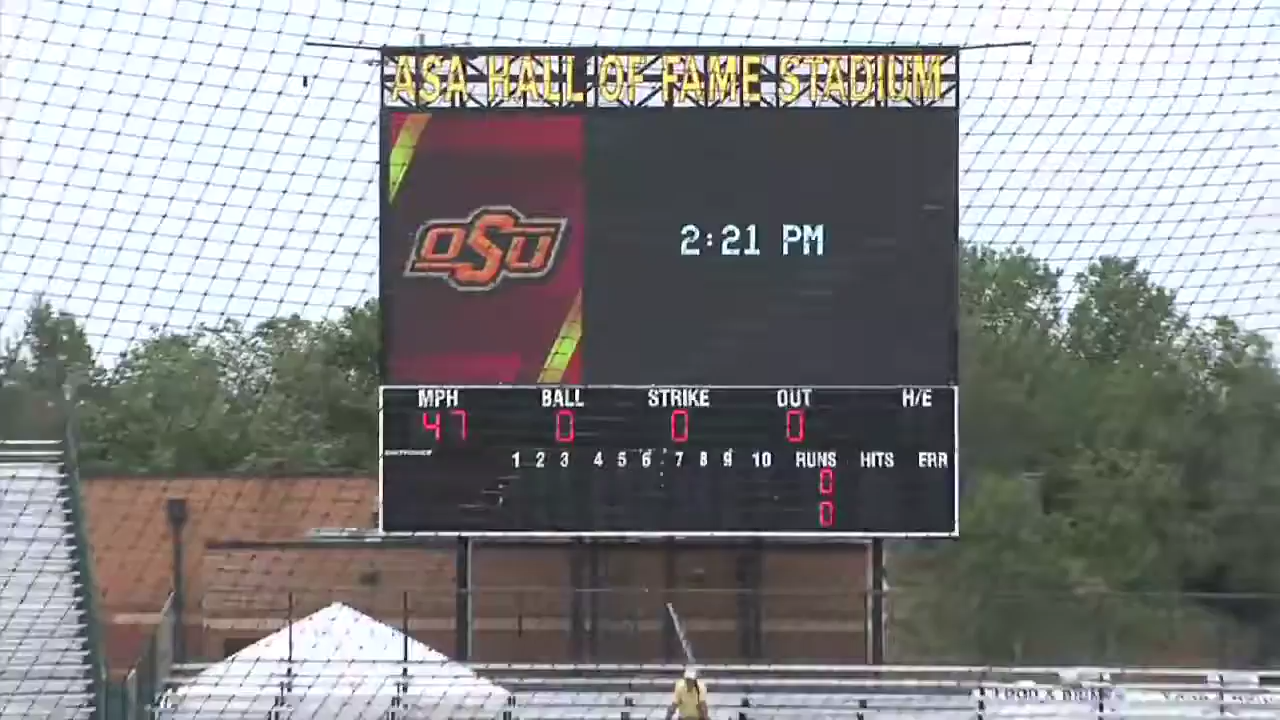 ASA HALL OF FAME STADIUM
OSU
2:21 PM
MPH BALL STRIKE OUT H/E
47 0 0 0
1 2 3 4 5 6 7 8 9 10 RUNS HITS ERR
0
0